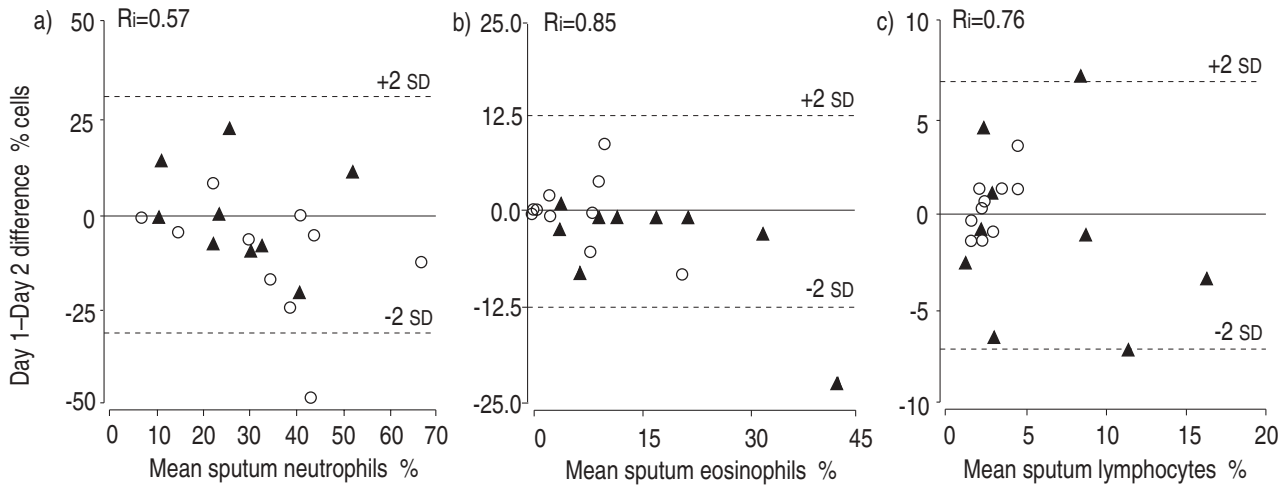 Day 1–Day 2 difference % cells
a)
Ri=0.57
50
25
0
-25
-50
+2 SD
-2 SD
0 10 20 30 40 50 60 70
Mean sputum neutrophils %
b)
Ri=0.85
25.0
12.5
0.0
-12.5
-25.0
+2 SD
-2 SD
0 15 30 45
Mean sputum eosinophils %
c)
Ri=0.76
10
5
0
-5
-10
+2 SD
-2 SD
0 5 10 15 20
Mean sputum lymphocytes %